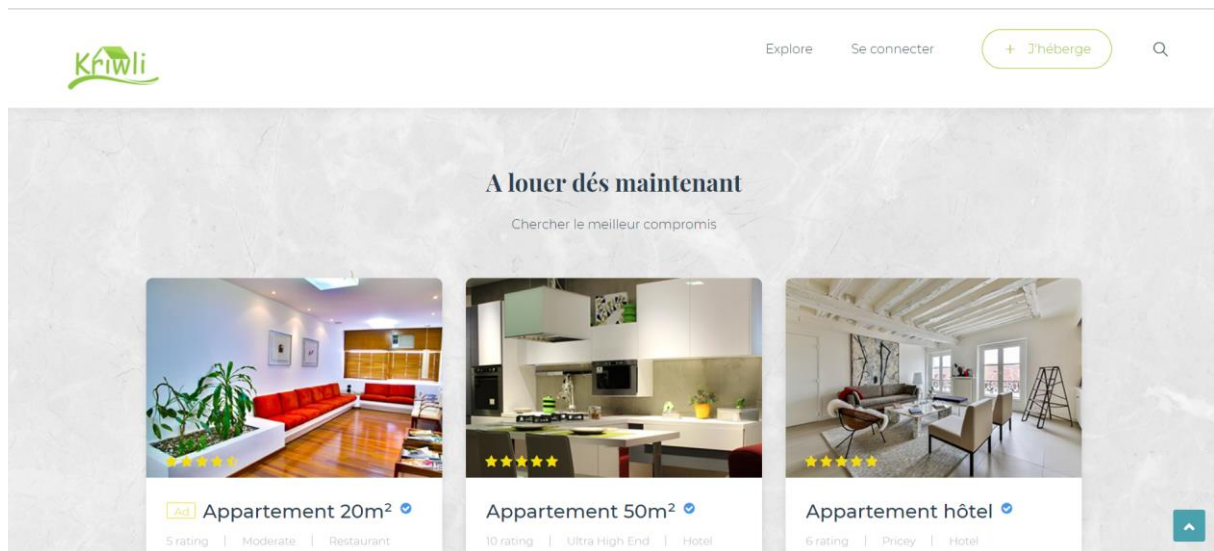 Kriwli
Explore Se connecter + J'héberge
A louer dés maintenant
Chercher le meilleur compromis
Ad Appartement 20m²
Appartement 50m²
Appartement hôtel
5 rating | Moderate | Restaurant
10 rating | Ultra High End | Hotel
6 rating | Pricey | Hotel